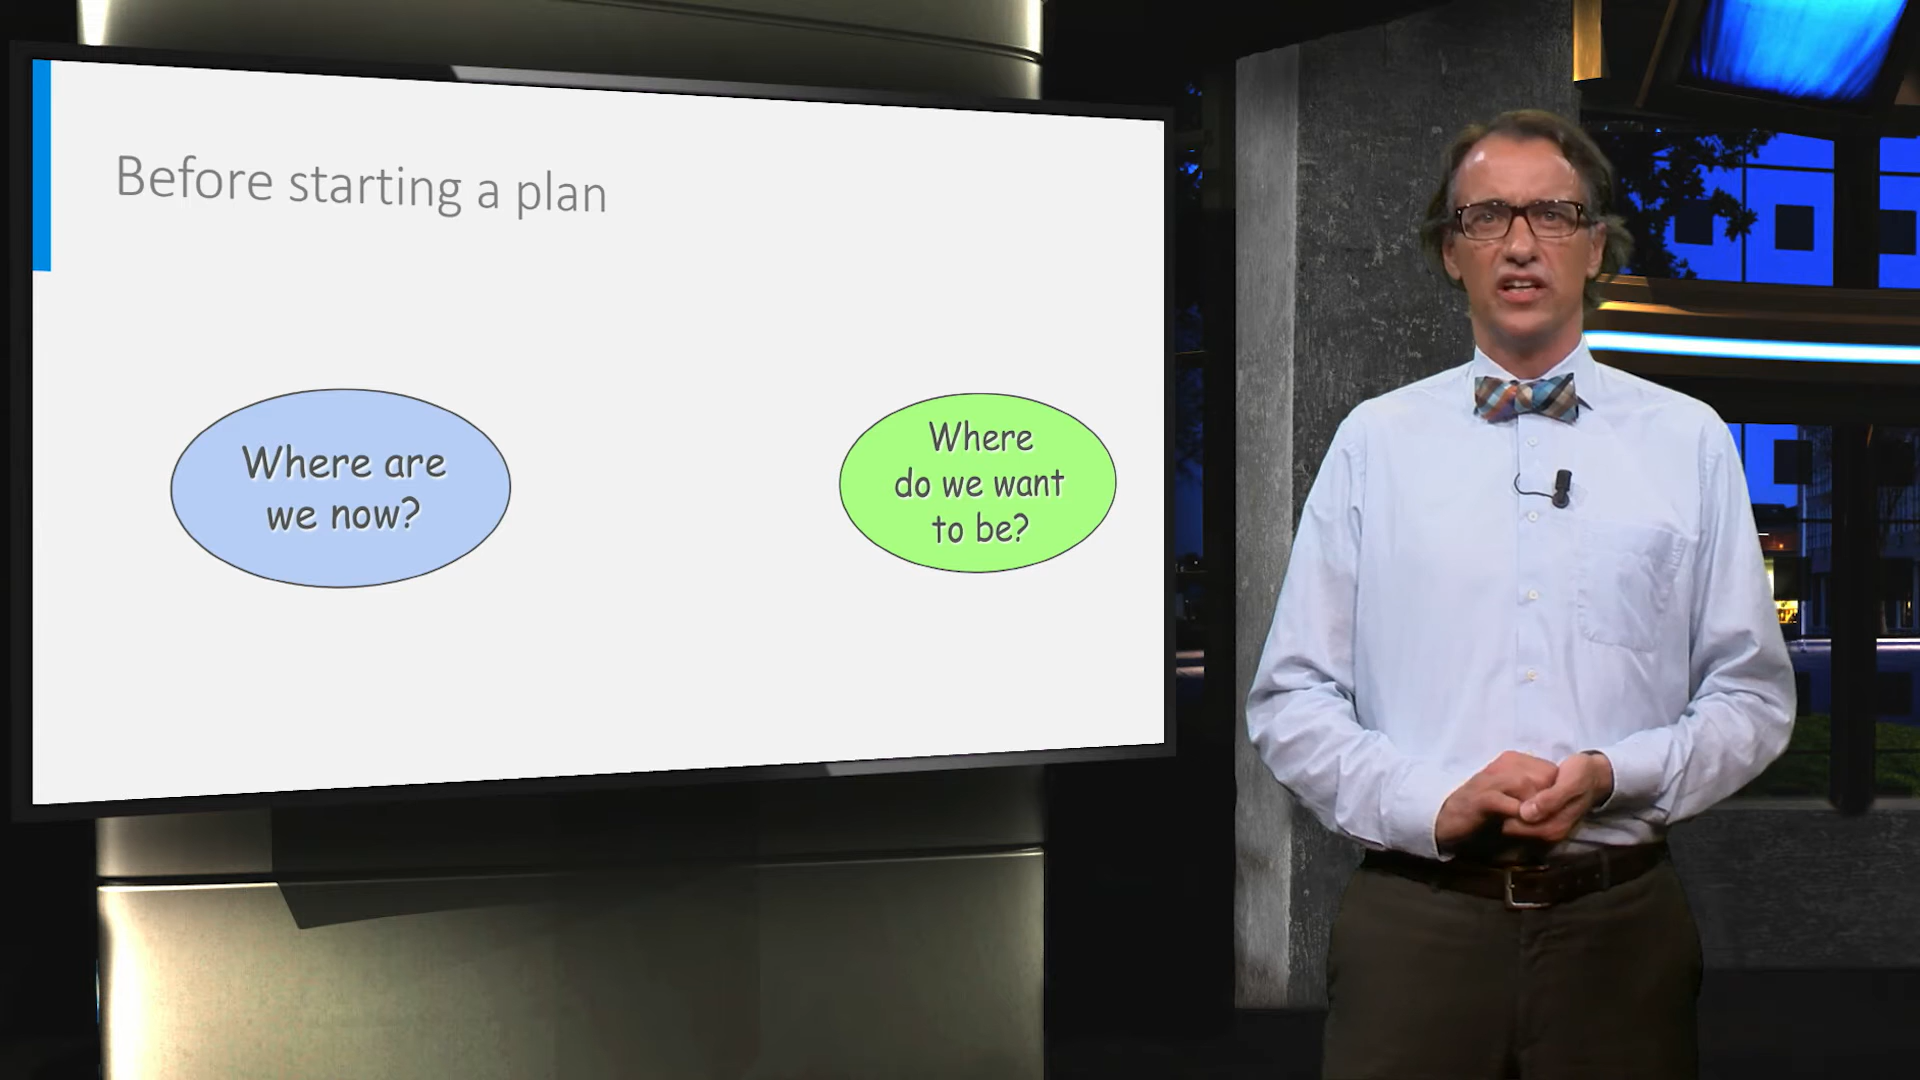 Before starting a plan
Where are
we now?
Where
do we want
to be?